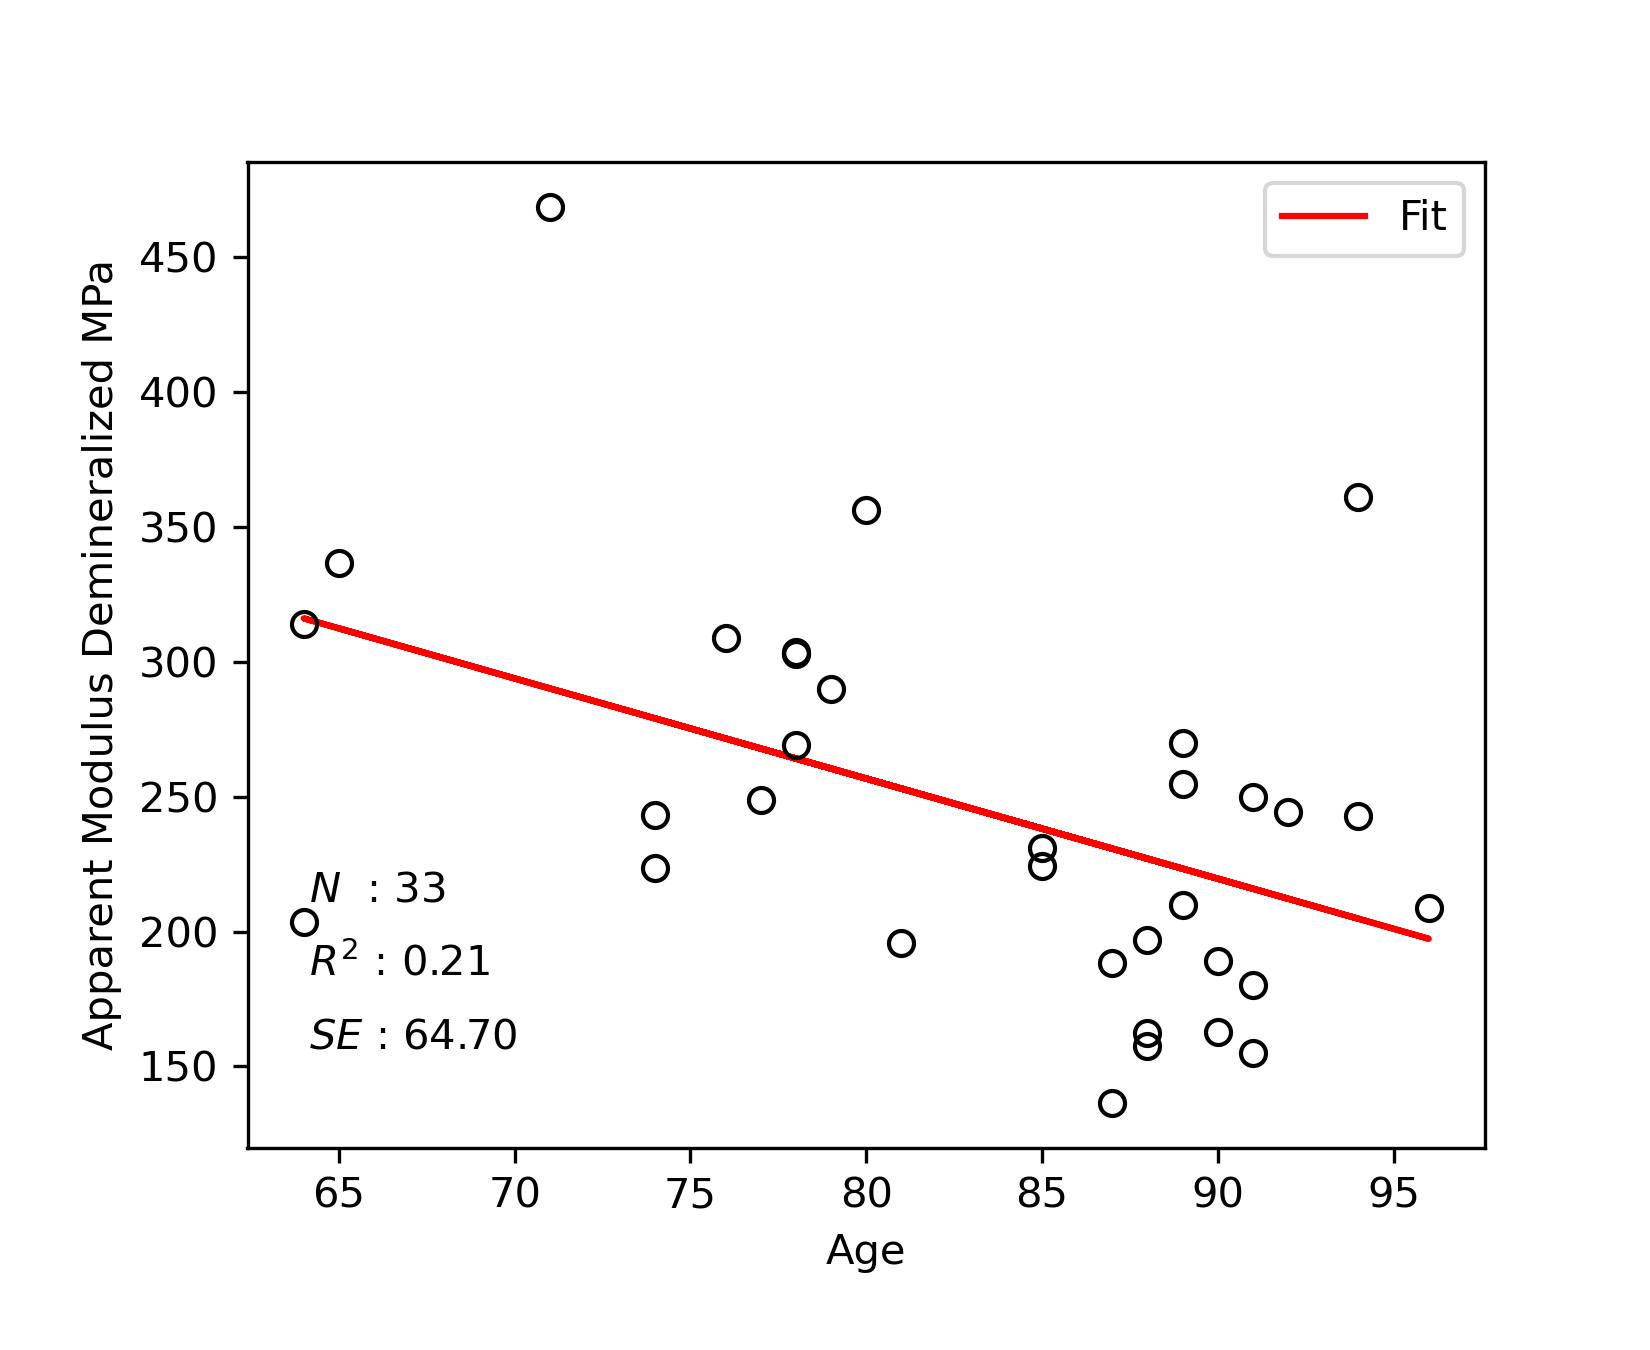 Fit
450
400
350
300
250
200
150
Apparent Modulus Demineralized MPa
N : 33
R² : 0.21
SE : 64.70
65 70 75 80 85 90 95
Age